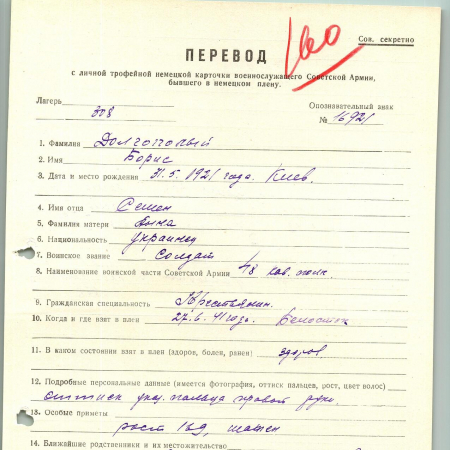 Сов. секретно
ПЕРЕВОД
с личной трофейной немецкой карточки военнослужащего Советской Армии,
бывшего в немецком плену.
Лагерь 308
Опознавательный знак
№ 16921
1. Фамилия Долгополый
2. Имя Борис
3. Дата и место рождения 31.5.1921 года. Киев.
4. Имя отца Семен
5. Фамилия матери
6. Национальность украинец
7. Воинское звание Солдат
8. Наименование воинской части Советской Армии 48 кав. полк.
9. Гражданская специальность Крестьянин.
10. Когда и где взят в плен 27.6.41 года. Белосток
11. В каком состоянии взят в плен (здоров, болен, ранен) здоров
12. Подробные персональные данные (имеется фотография, оттиск пальцев, рост, цвет волос)
оттиск указ. пальца правой руки.
13. Особые приметы
рост 169,
14. Ближайшие родственники и их местожительство